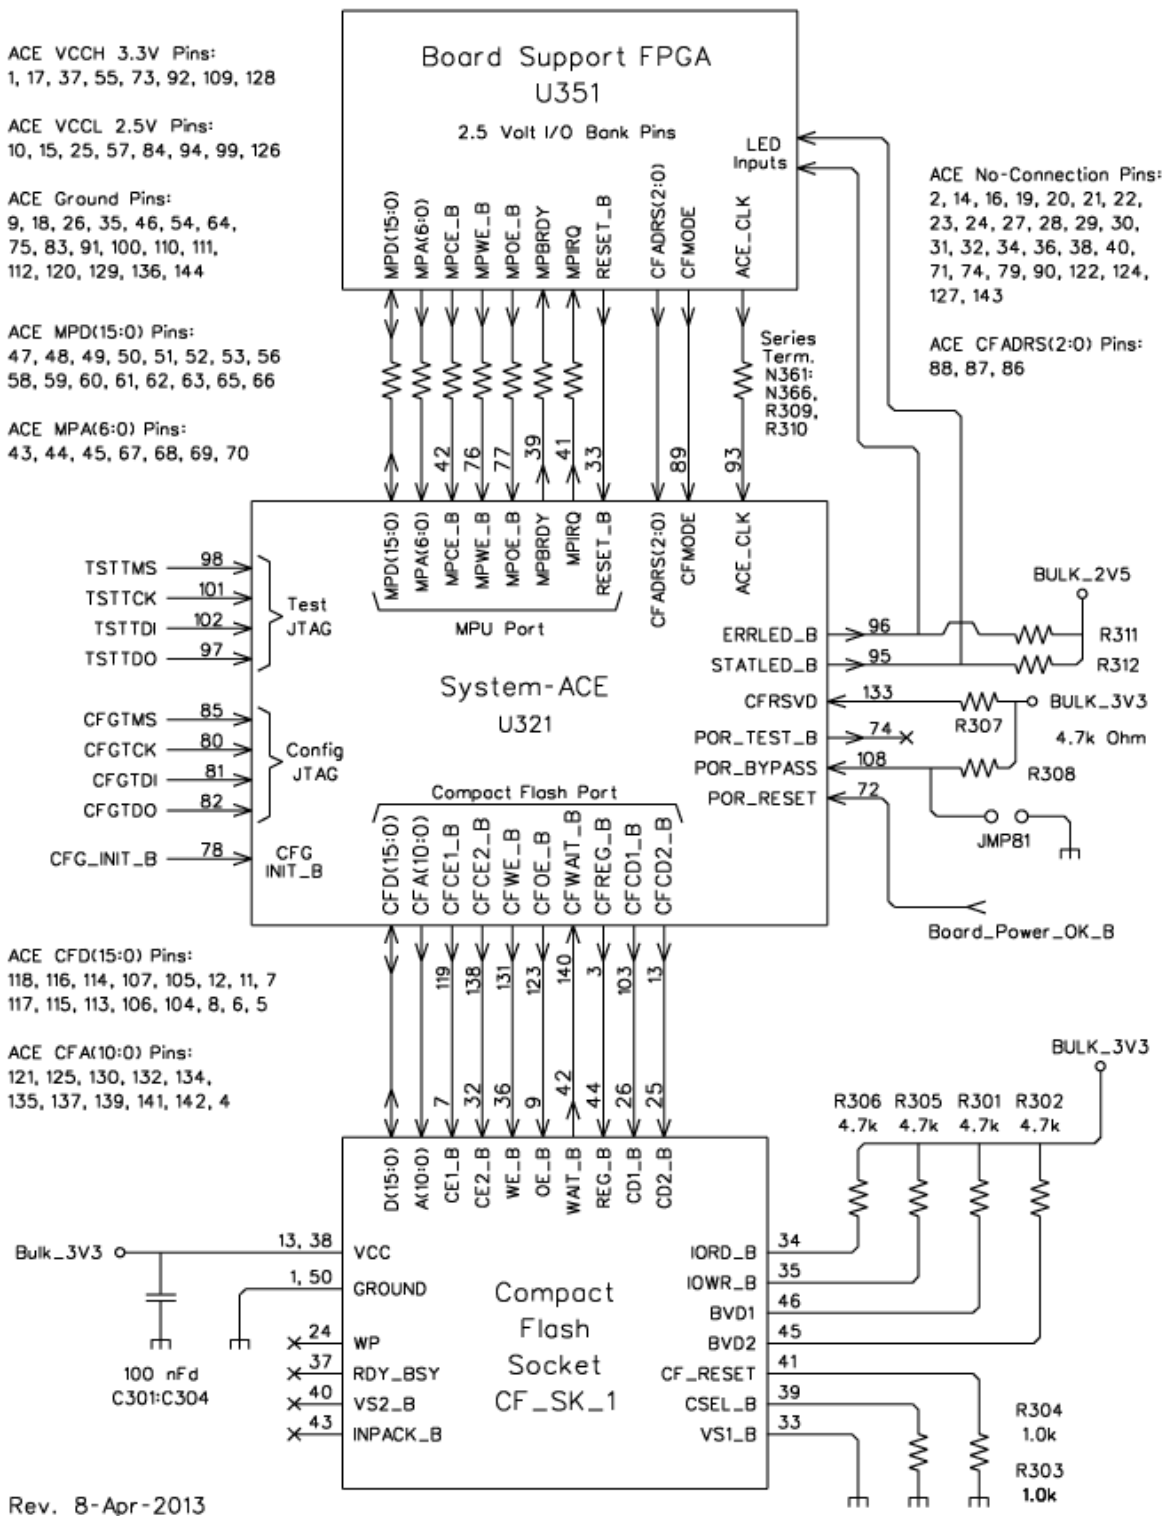 ACE VCCH 3.3V Pins:
1, 17, 37, 55, 73, 92, 109, 128
ACE VCCL 2.5V Pins:
10, 15, 25, 57, 84, 94, 99, 126
ACE Ground Pins:
9, 18, 26, 35, 46, 54, 64,
75, 83, 91, 100, 110, 111,
112, 120, 129, 136, 144
ACE MPD(15:0) Pins:
47, 48, 49, 50, 51, 52, 53, 56
58, 59, 60, 61, 62, 63, 65, 66
ACE MPA(6:0) Pins:
43, 44, 45, 67, 68, 69, 70
Board Support FPGA
U351
2.5 Volt I/O Bank Pins
LED
Inputs
MPD(15:0)
MPA(6:0)
MPCE_B
MPWE_B
MPOE_B
MPBRDY
MPIRQ
RESET_B
CFADRS(2:0)
CFMODE
ACE_CLK
ACE No-Connection Pins:
2, 14, 16, 19, 20, 21, 22,
23, 24, 27, 28, 29, 30,
31, 32, 34, 36, 38, 40,
71, 74, 79, 90, 122, 124,
127, 143
ACE CFADRS(2:0) Pins:
88, 87, 86
Series
Term.
N361:
N366,
R309,
R310
42
76
77
39
41
33
89
93
MPD(15:0)
MPA(6:0)
MPCE_B
MPWE_B
MPOE_B
MPBRDY
MPIRQ
RESET_B
CFADRS(2:0)
CFMODE
ACE_CLK
MPU Port
TSTTMS 98
TSTTCK 101
TSTTDI 102
TSTTDO 97
Test
JTAG
CFGTMS 85
CFGTCK 80
CFGTDI 81
CFGTDO 82
Config
JTAG
CFG_INIT_B 78
CFG
INIT_B
System-ACE
U321
BULK_2V5
ERRLED_B 96 R311
STATLED_B 95 R312
CFRSVD 133 BULK_3V3
R307 4.7k Ohm
POR_TEST_B 74
POR_BYPASS 108 R308
POR_RESET 72
JMP81
Board_Power_OK_B
Compact Flash Port
CFD(15:0)
CFA(10:0)
CFCE1_B
CFCE2_B
CFWE_B
CFOE_B
CFWAIT_B
CFREG_B
CFCD1_B
CFCD2_B
119
138
131
123
140
3
103
13
ACE CFD(15:0) Pins:
118, 116, 114, 107, 105, 12, 11, 7
117, 115, 113, 106, 104, 8, 6, 5
ACE CFA(10:0) Pins:
121, 125, 130, 132, 134,
135, 137, 139, 141, 142, 4
7
32
36
9
42
44
26
25
D(15:0)
A(10:0)
CE1_B
CE2_B
WE_B
OE_B
WAIT_B
REG_B
CD1_B
CD2_B
BULK_3V3
R306 R305 R301 R302
4.7k 4.7k 4.7k 4.7k
Bulk_3V3 13, 38 VCC
1, 50 GROUND
100 nFd
C301:C304
24 WP
37 RDY_BSY
40 VS2_B
43 INPACK_B
Compact
Flash
Socket
CF_SK_1
IORD_B 34
IOWR_B 35
BVD1 46
BVD2 45
CF_RESET 41
CSEL_B 39
VS1_B 33
R304
1.0k
R303
1.0k
Rev. 8-Apr-2013